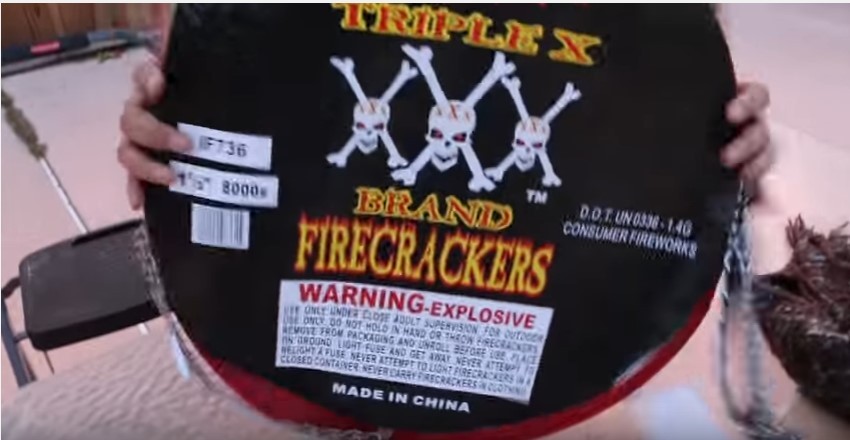 TRIPLE X
XXX
TM
F736
1½" 8000s
BRAND
FIRECRACKERS
D.O.T. UN0336 - 1.4G
CONSUMER FIREWORKS
WARNING-EXPLOSIVE
USE ONLY UNDER CLOSE ADULT SUPERVISION. FOR OUTDOOR
USE ONLY. DO NOT HOLD IN HAND OR THROW FIRECRACKERS.
REMOVE FROM PACKAGING AND UNROLL BEFORE USE. PLACE
ON GROUND. LIGHT FUSE AND GET AWAY. NEVER ATTEMPT TO
RELIGHT A FUSE. NEVER ATTEMPT TO LIGHT FIRECRACKERS IN A
CLOSED CONTAINER. NEVER CARRY FIRECRACKERS IN CLOTHING.
MADE IN CHINA